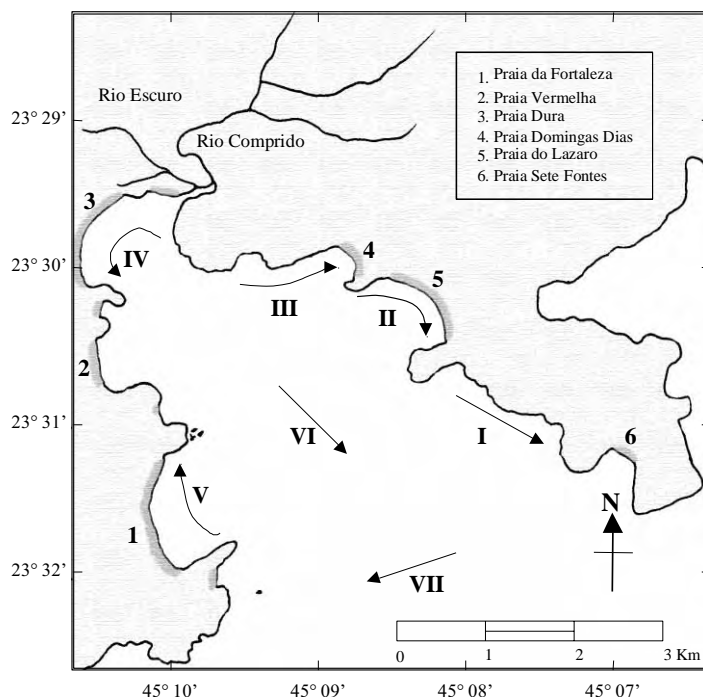 1. Praia da Fortaleza
2. Praia Vermelha
3. Praia Dura
4. Praia Domingas Dias
5. Praia do Lazaro
6. Praia Sete Fontes
Rio Escuro
23° 29’
Rio Comprido
3
4
IV
23° 30’
5
III
II
2
23° 31’
VI
I
6
V
N
1
VII
23° 32’
0 1 2 3 Km
45° 10’ 45° 09’ 45° 08’ 45° 07’